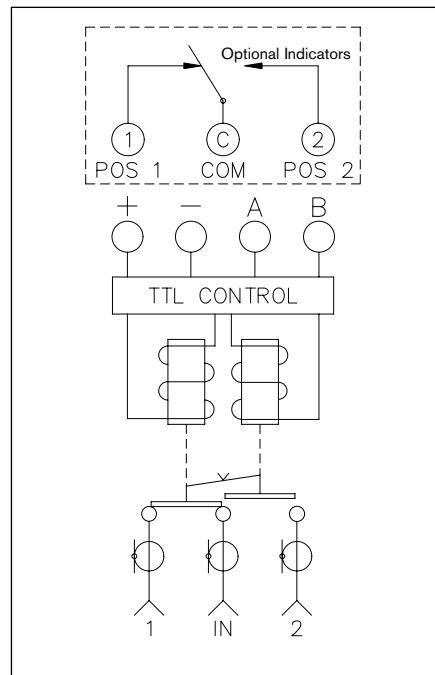 Optional Indicators
1 C 2
POS 1 COM POS 2
+ − A B
TTL CONTROL
1 IN 2